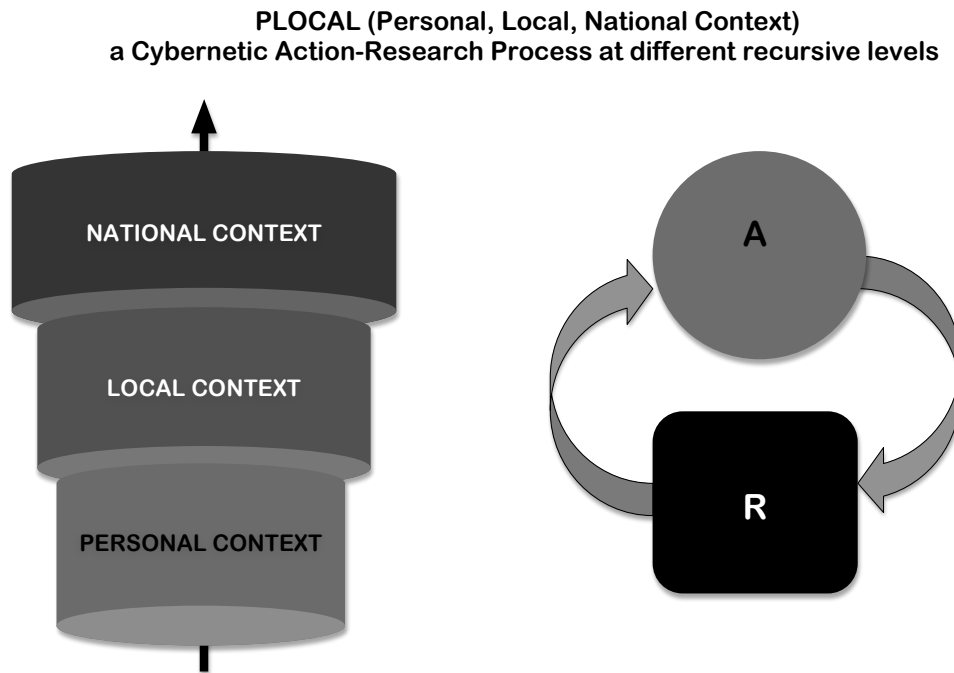 PLOCAL (Personal, Local, National Context)
a Cybernetic Action-Research Process at different recursive levels
NATIONAL CONTEXT
LOCAL CONTEXT
PERSONAL CONTEXT
A
R